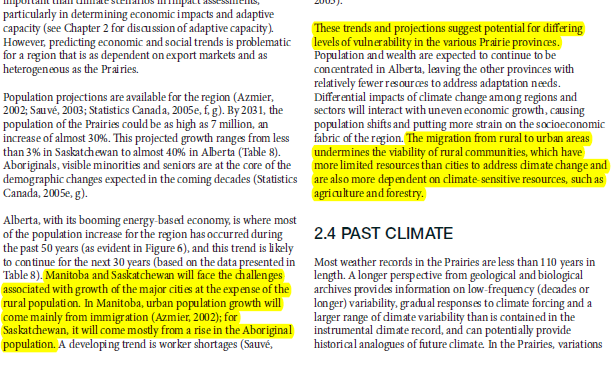 important than climate scenarios in impact assessments,
particularly in determining economic impacts and adaptive
capacity (see Chapter 2 for discussion of adaptive capacity).
However, predicting economic and social trends is problematic
for a region that is as dependent on export markets and as
heterogeneous as the Prairies.
Population projections are available for the region (Azmier,
2002; Sauvé, 2003; Statistics Canada, 2005e, f, g). By 2031, the
population of the Prairies could be as high as 7 million, an
increase of almost 30%. This projected growth ranges from less
than 3% in Saskatchewan to almost 40% in Alberta (Table 8).
Aboriginals, visible minorities and seniors are at the core of the
demographic changes expected in the coming decades (Statistics
Canada, 2005e, g).
Alberta, with its booming energy-based economy, is where most
of the population increase for the region has occurred during
the past 50 years (as evident in Figure 6), and this trend is likely
to continue for the next 30 years (based on the data presented in
Table 8). Manitoba and Saskatchewan will face the challenges
associated with growth of the major cities at the expense of the
rural population. In Manitoba, urban population growth will
come mainly from immigration (Azmier, 2002); for
Saskatchewan, it will come mostly from a rise in the Aboriginal
population. A developing trend is worker shortages (Sauvé,
2003).
These trends and projections suggest potential for differing
levels of vulnerability in the various Prairie provinces.
Population and wealth are expected to continue to be
concentrated in Alberta, leaving the other provinces with
relatively fewer resources to address adaptation needs.
Differential impacts of climate change among regions and
sectors will interact with uneven economic growth, causing
population shifts and putting more strain on the socioeconomic
fabric of the region. The migration from rural to urban areas
undermines the viability of rural communities, which have
more limited resources than cities to address climate change and
are also more dependent on climate-sensitive resources, such as
agriculture and forestry.
2.4 PAST CLIMATE
Most weather records in the Prairies are less than 110 years in
length. A longer perspective from geological and biological
archives provides information on low-frequency (decades or
longer) variability, gradual responses to climate forcing and a
larger range of climate variability than is contained in the
instrumental climate record, and can potentially provide
historical analogues of future climate. In the Prairies, variations